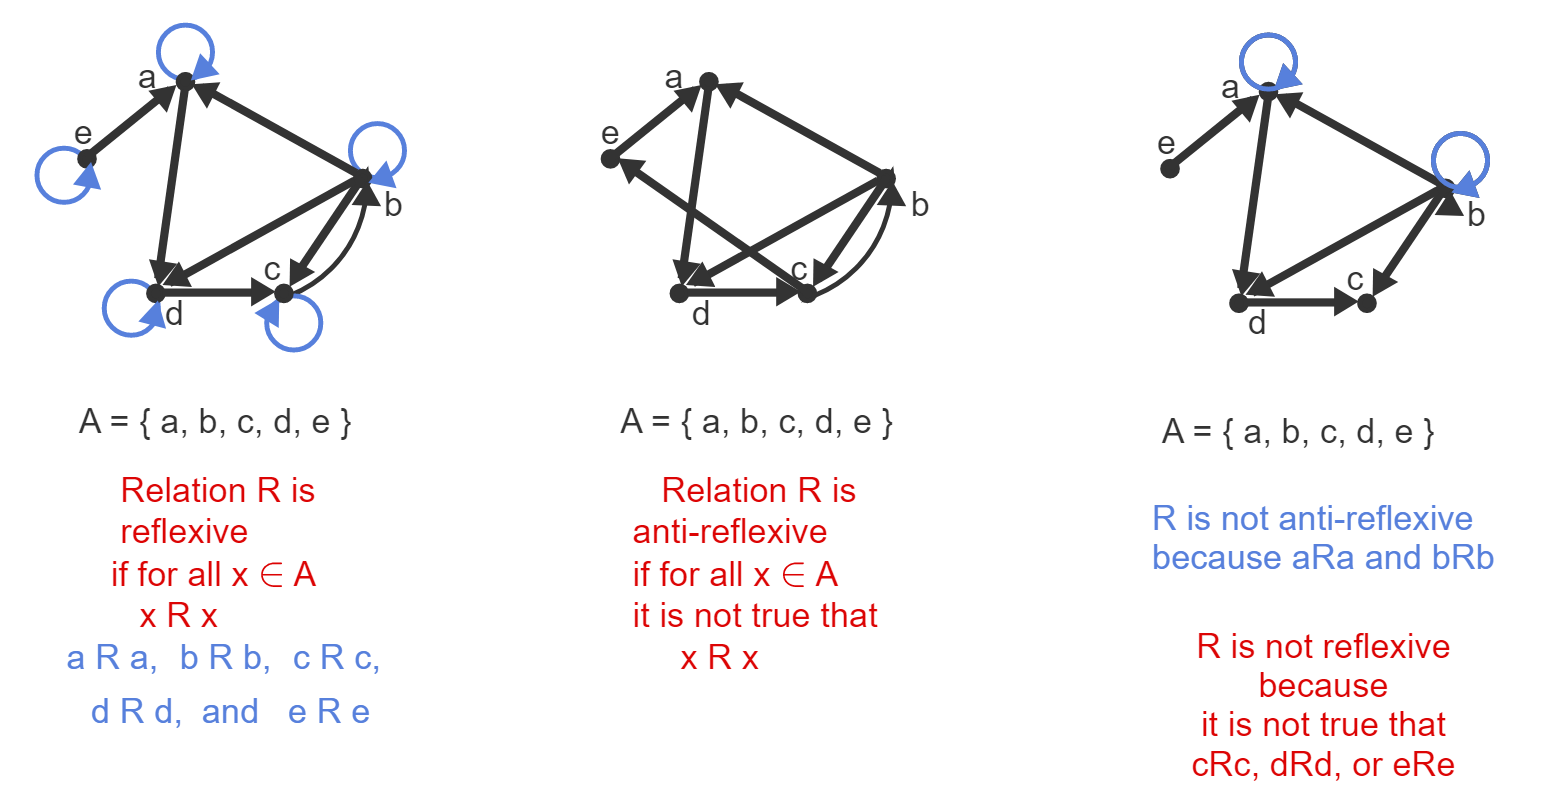 a
e
b
c
d
A = { a, b, c, d, e }
Relation R is
reflexive
if for all x ∈ A
x R x
a R a, b R b, c R c,
d R d, and e R e
a
e
b
c
d
A = { a, b, c, d, e }
Relation R is
anti-reflexive
if for all x ∈ A
it is not true that
x R x
a
e
b
c
d
A = { a, b, c, d, e }
R is not anti-reflexive
because aRa and bRb
R is not reflexive
because
it is not true that
cRc, dRd, or eRe